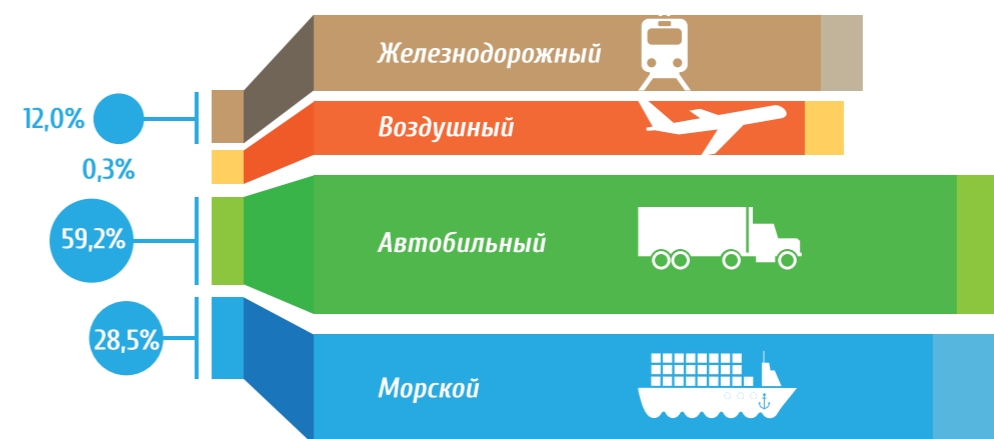 Железнодорожный
12,0%
Воздушный
0,3%
59,2%
Автобильный
28,5%
Морской